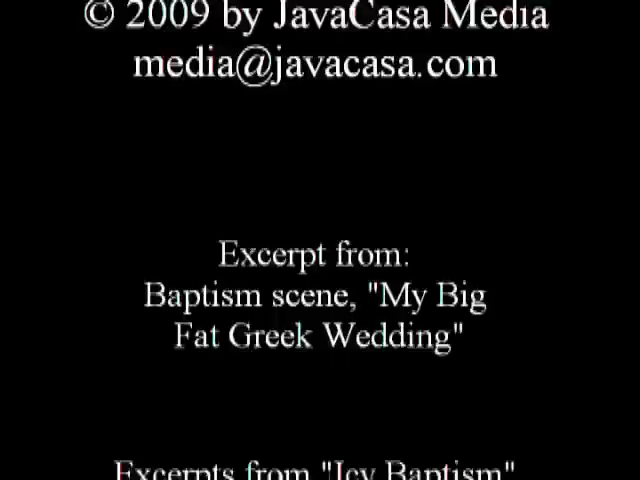 © 2009 by JavaCasa Media
media@javacasa.com
Excerpt from:
Baptism scene, "My Big
Fat Greek Wedding"
Excerpts from "Icy Baptism"